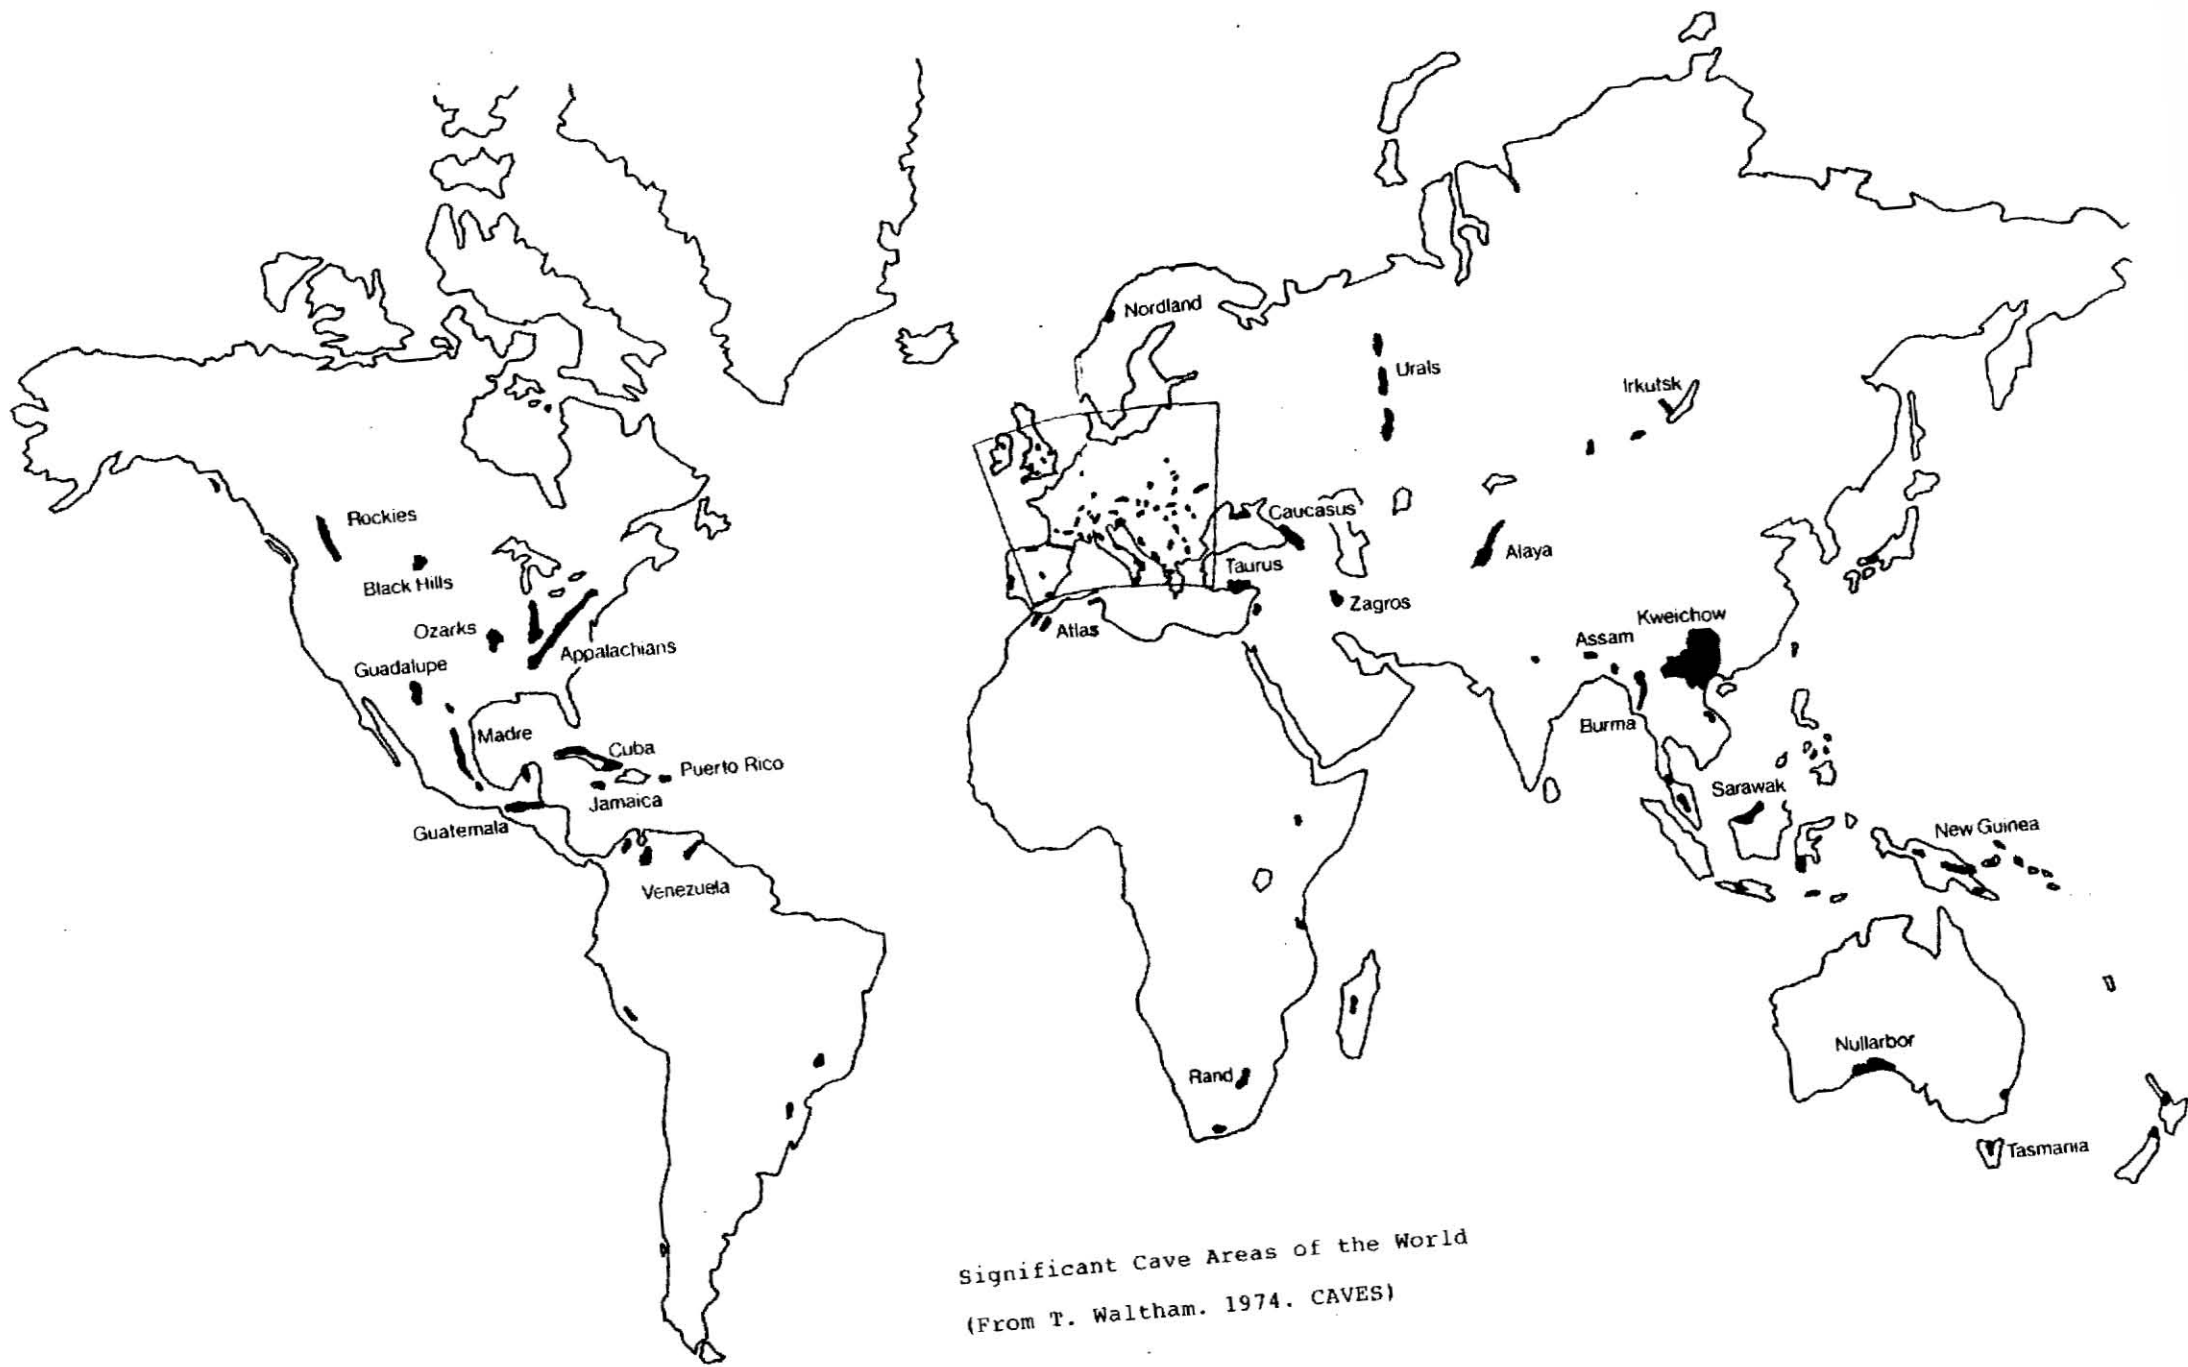 Nordland
Urals
Irkutsk
Rockies
Caucasus
Black Hills
Alaya
Taurus
Zagros
Kweichow
Ozarks
Atlas
Assam
Appalachians
Guadalupe
Madre
Burma
Cuba
Puerto Rico
Sarawak
Jamaica
Guatemala
New Guinea
Venezuela
Nullarbor
Rand
Tasmania
Significant Cave Areas of the World
(From T. Waltham. 1974. CAVES)